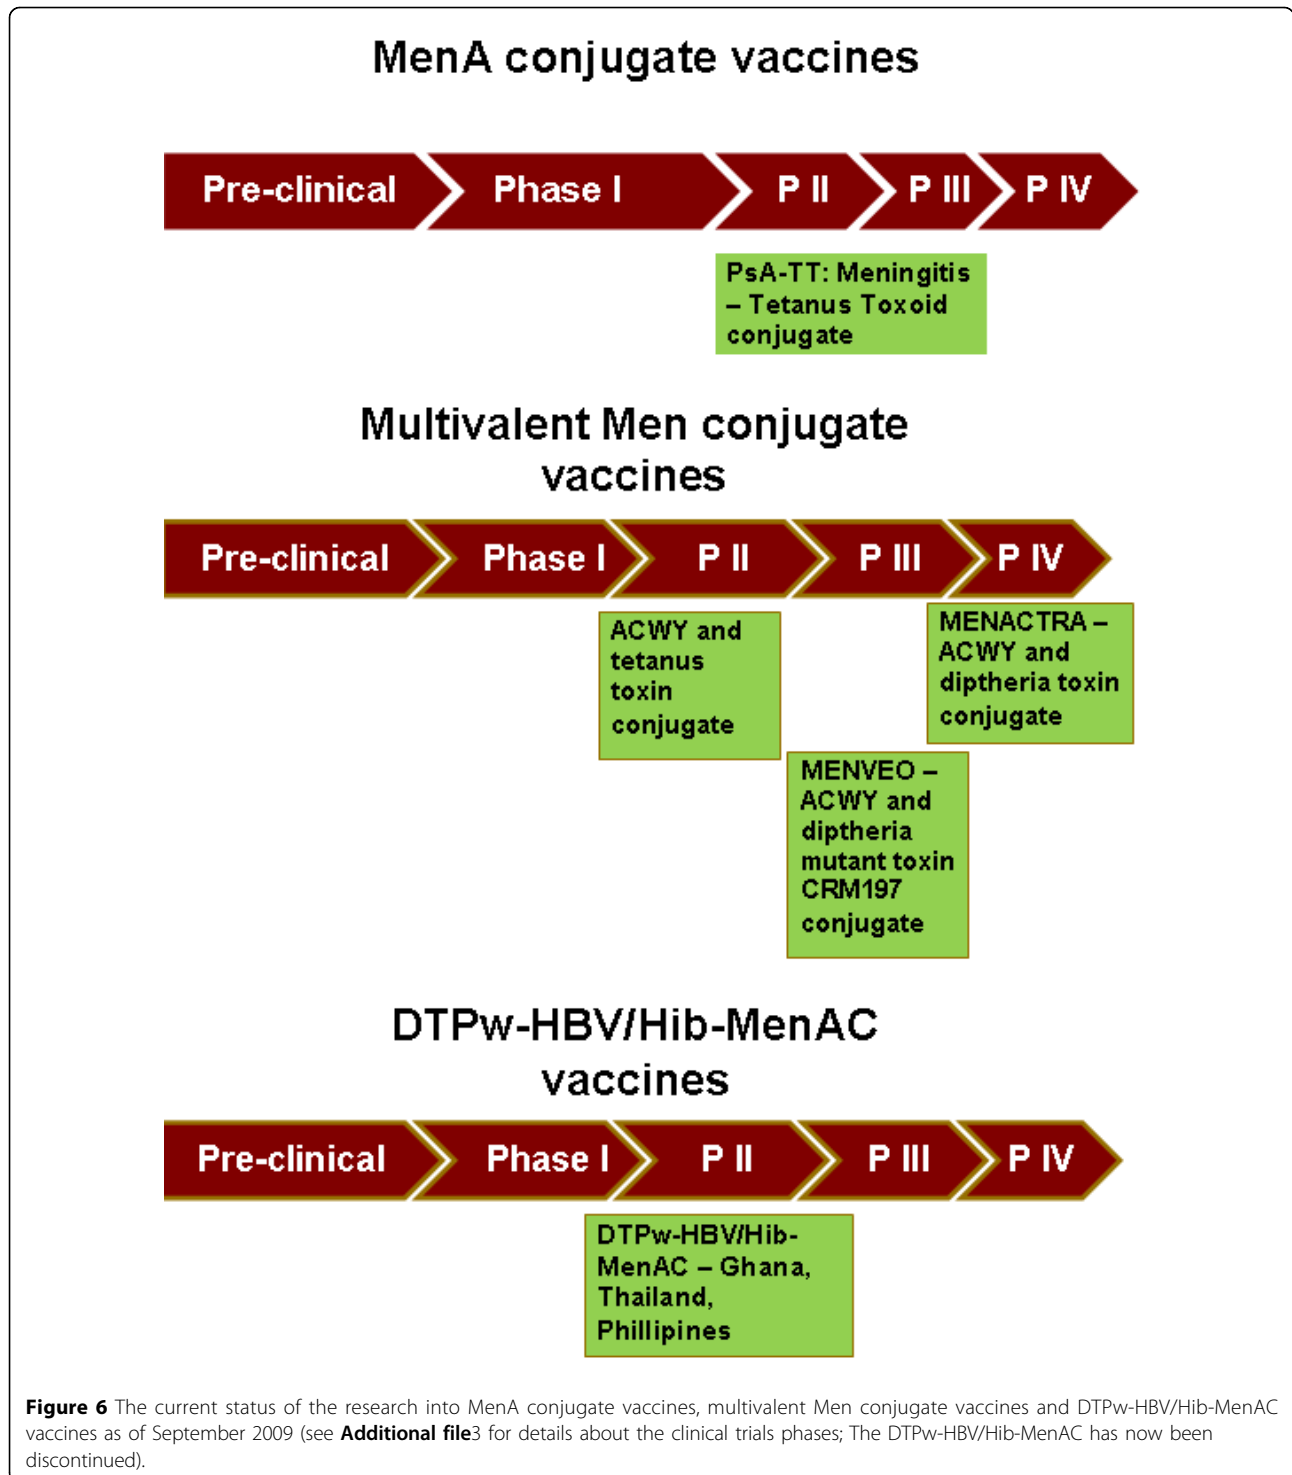 MenA conjugate vaccines
Pre-clinical Phase I P II P III P IV
PsA-TT: Meningitis
– Tetanus Toxoid
conjugate
Multivalent Men conjugate
vaccines
Pre-clinical Phase I P II P III P IV
ACWY and
tetanus
toxin
conjugate
MENACTRA –
ACWY and
diptheria toxin
conjugate
MENVEO –
ACWY and
diptheria
mutant toxin
CRM197
conjugate
DTPw-HBV/Hib-MenAC
vaccines
Pre-clinical Phase I P II P III P IV
DTPw-HBV/Hib-
MenAC – Ghana,
Thailand,
Phillipines
Figure 6 The current status of the research into MenA conjugate vaccines, multivalent Men conjugate vaccines and DTPw-HBV/Hib-MenAC
vaccines as of September 2009 (see Additional file3 for details about the clinical trials phases; The DTPw-HBV/Hib-MenAC has now been
discontinued).